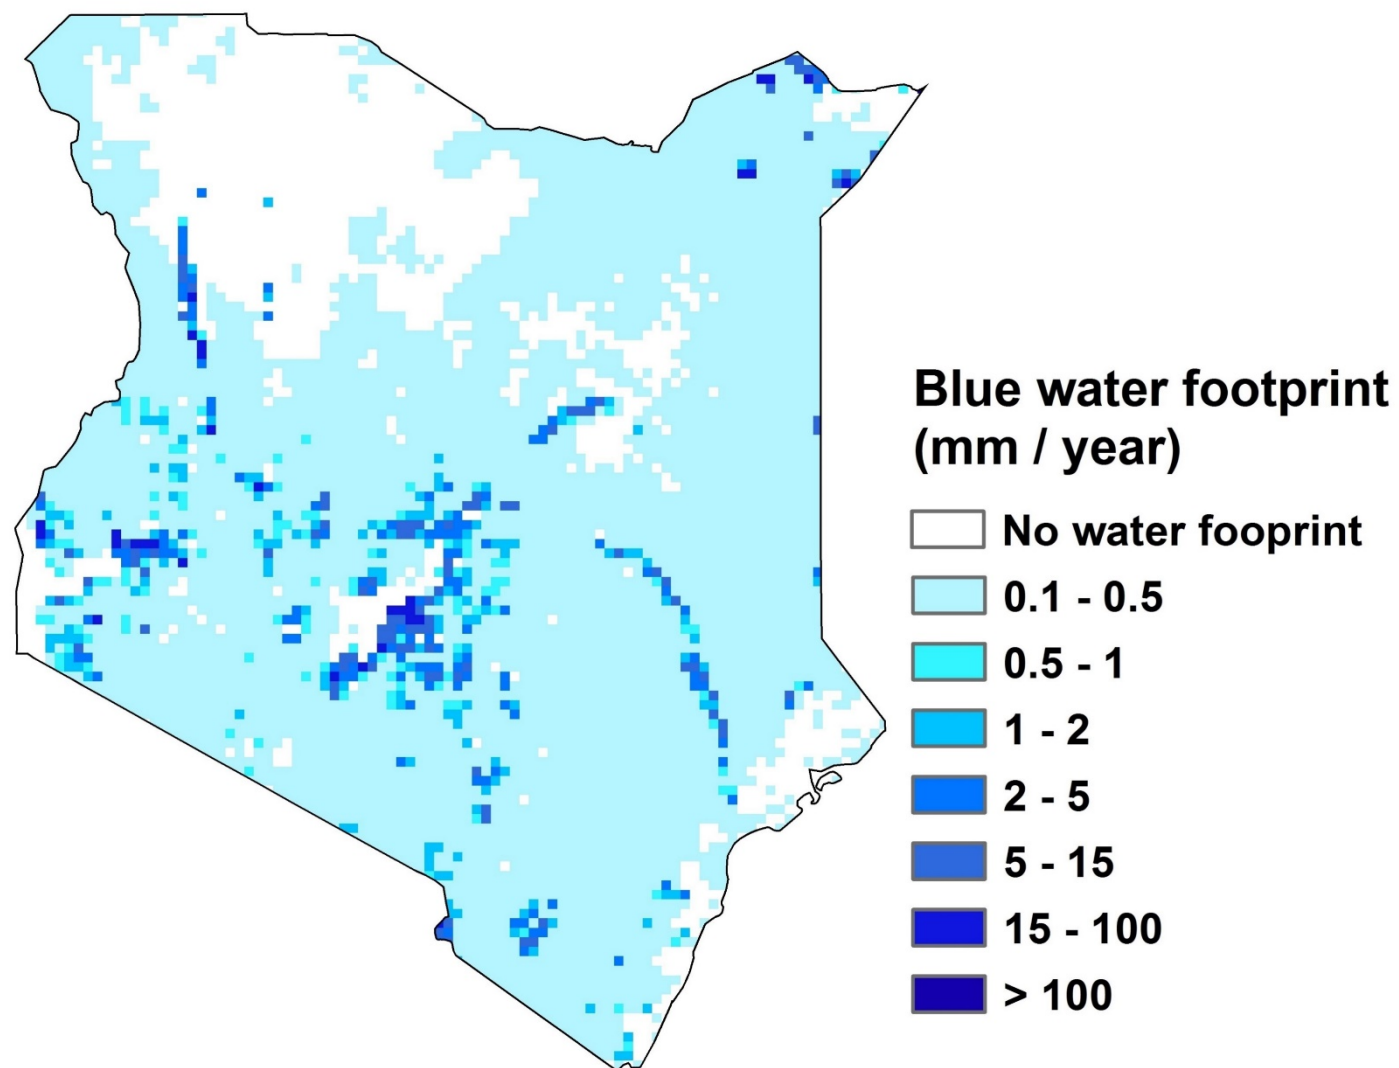 Blue water footprint
(mm / year)
No water fooprint
0.1 - 0.5
0.5 - 1
1 - 2
2 - 5
5 - 15
15 - 100
> 100